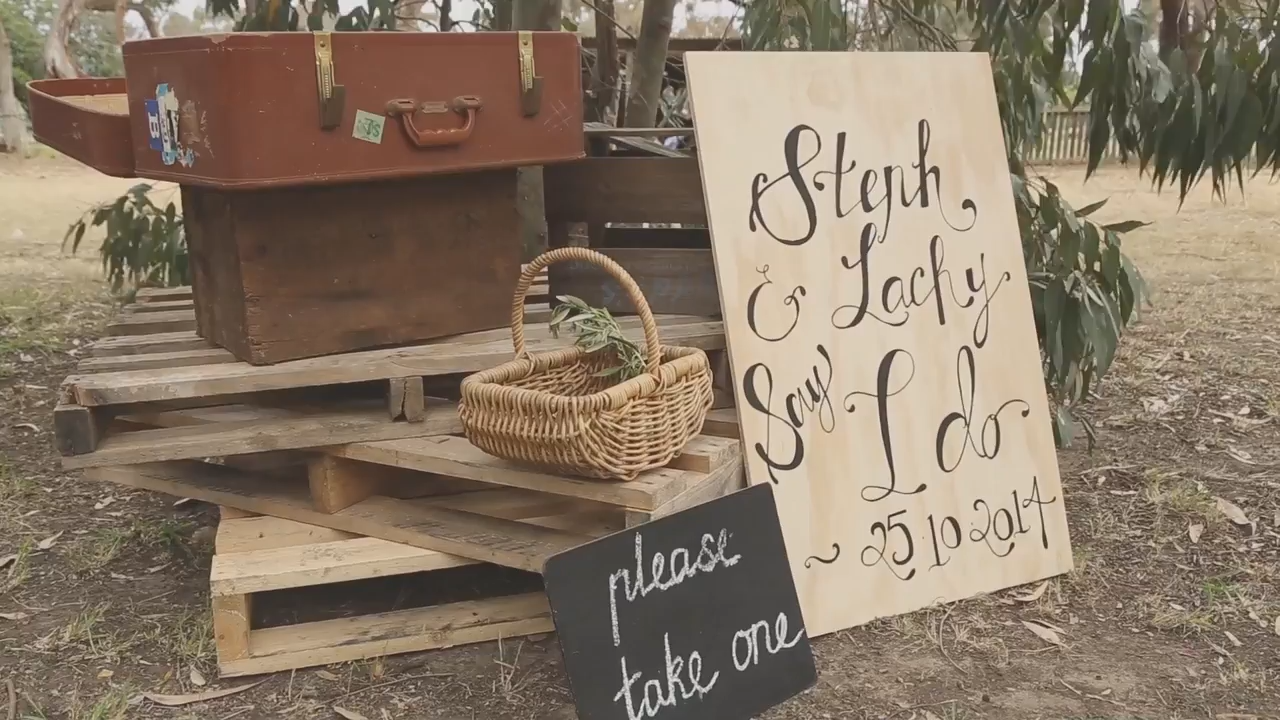 Steph
& Lachy
Say I do
~ 25.10.2014
please
take one